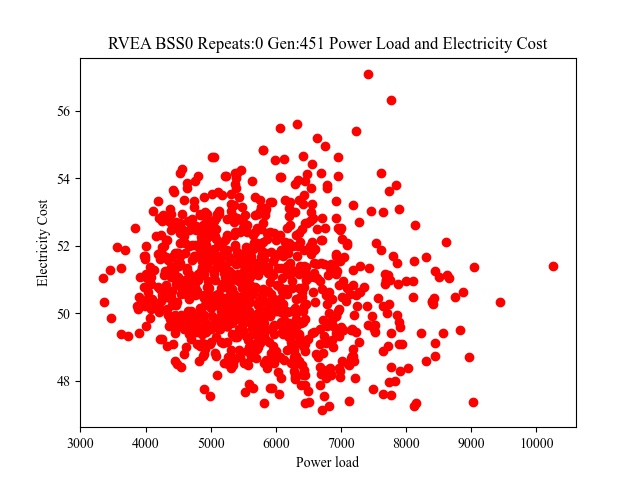 RVEA BSS0 Repeats:0 Gen:451 Power Load and Electricity Cost
Electricity Cost
56
54
52
50
48
3000 4000 5000 6000 7000 8000 9000 10000
Power load